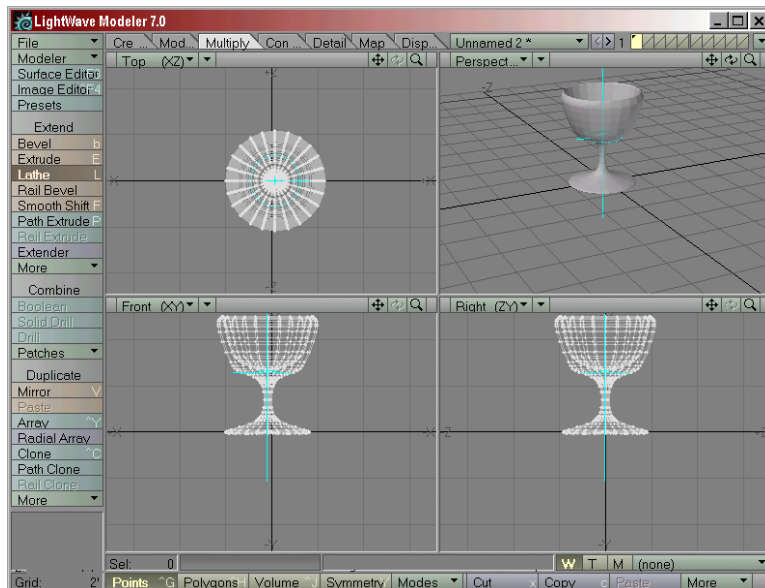 LightWave Modeler 7.0
File
Cre ... Mod... Multiply Con ... Detail Map Disp... Unnamed 2 * 1
Modeler
Top (XZ) Perspect...
Surface Editor
Image Editor F4
Presets
Extend
Bevel b
Extrude E
Lathe L
Rail Bevel
Smooth Shift F
Path Extrude P
Rail Extrude
Extender
More
Combine
Boolean
Solid Drill
Drill
Patches
Duplicate
Mirror V
Paste
Array ^Y
Radial Array
Clone ^C
Path Clone
Rail Clone
More
Front (XY) Right (ZY)
-X -X
-Z
-X -X -Z
Sel: 0 W T M (none)
Grid: 2' Points ^G Polygons H Volume ^J Symmetry Modes Cut x Copy c Paste More